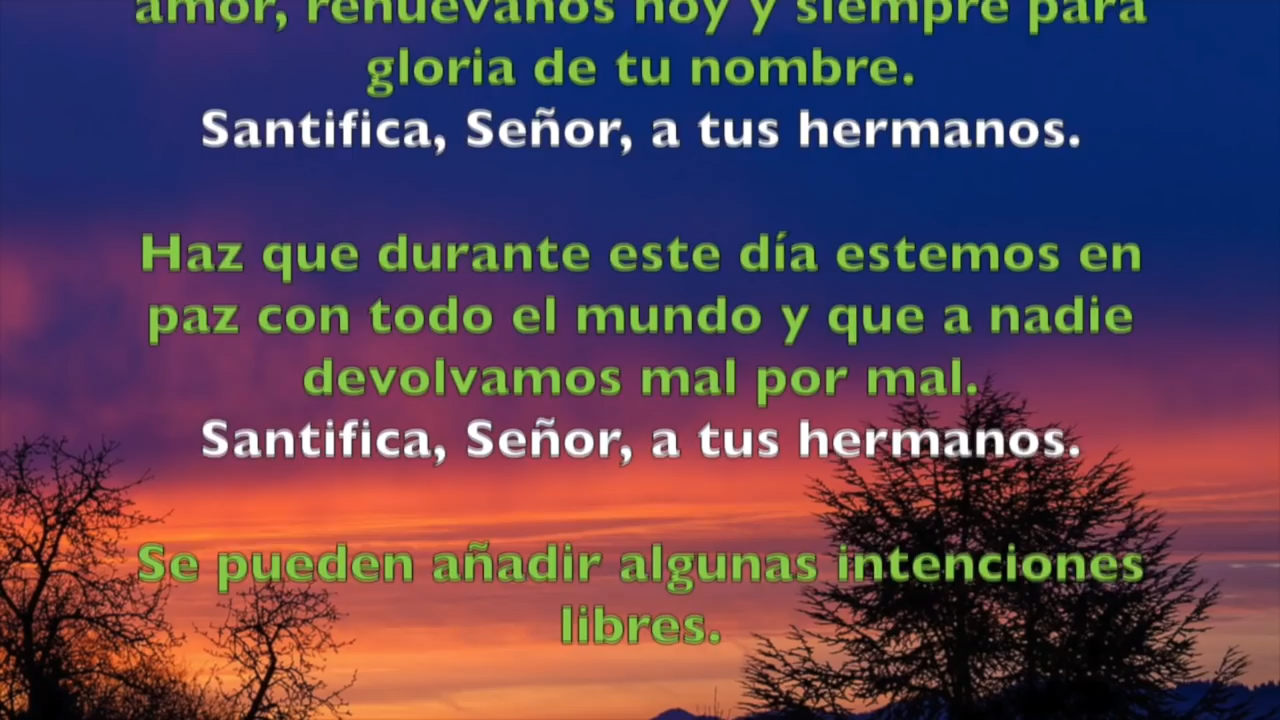 amor, renuévanos hoy y siempre para
gloria de tu nombre.
Santifica, Señor, a tus hermanos.
Haz que durante este día estemos en
paz con todo el mundo y que a nadie
devolvamos mal por mal.
Santifica, Señor, a tus hermanos.
Se pueden añadir algunas intenciones
libres.